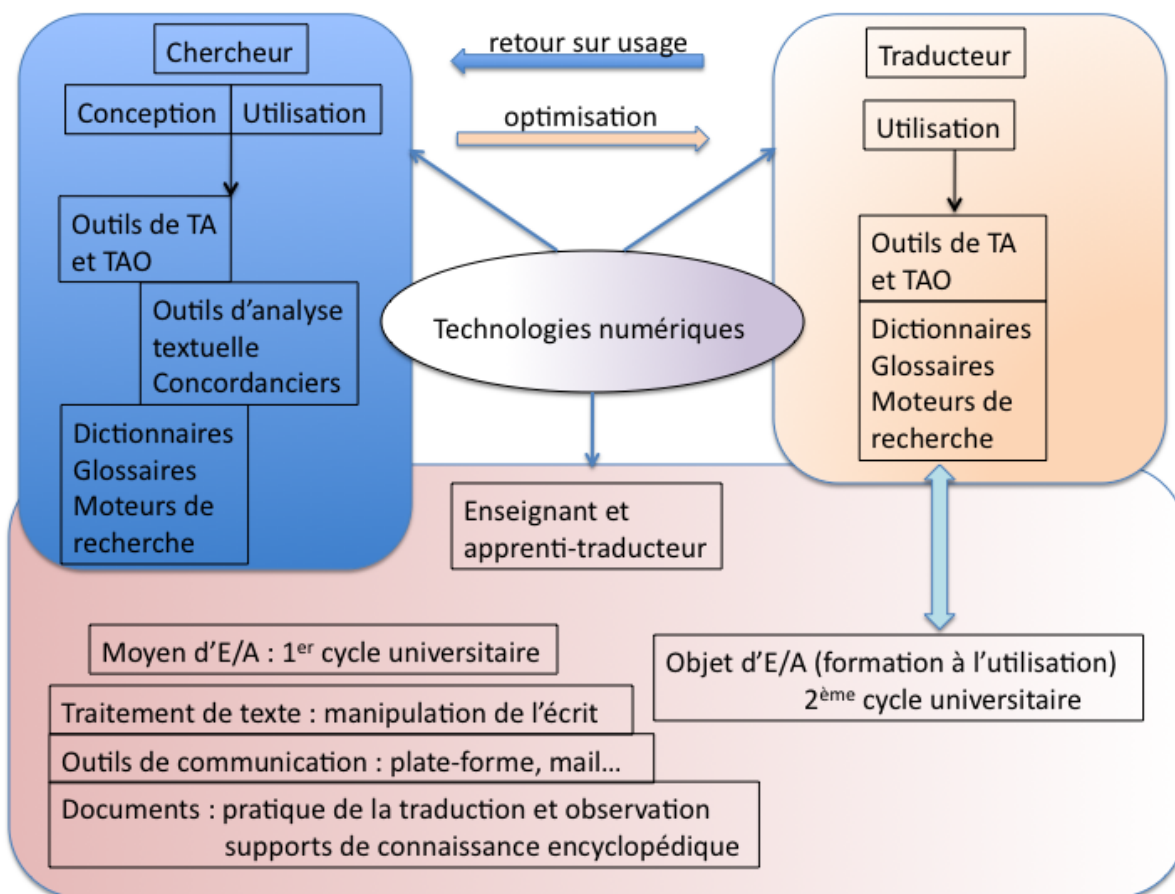 Chercheur
Conception
Utilisation
Outils de TA
et TAO
Outils d’analyse
textuelle
Concordanciers
Dictionnaires
Glossaires
Moteurs de
recherche
retour sur usage
optimisation
Technologies numériques
Traducteur
Utilisation
Outils de TA
et TAO
Dictionnaires
Glossaires
Moteurs de
recherche
Enseignant et
apprenti-traducteur
Moyen d’E/A : 1er cycle universitaire
Traitement de texte : manipulation de l’écrit
Outils de communication : plate-forme, mail…
Documents : pratique de la traduction et observation
supports de connaissance encyclopédique
Objet d’E/A (formation à l’utilisation)
2ème cycle universitaire